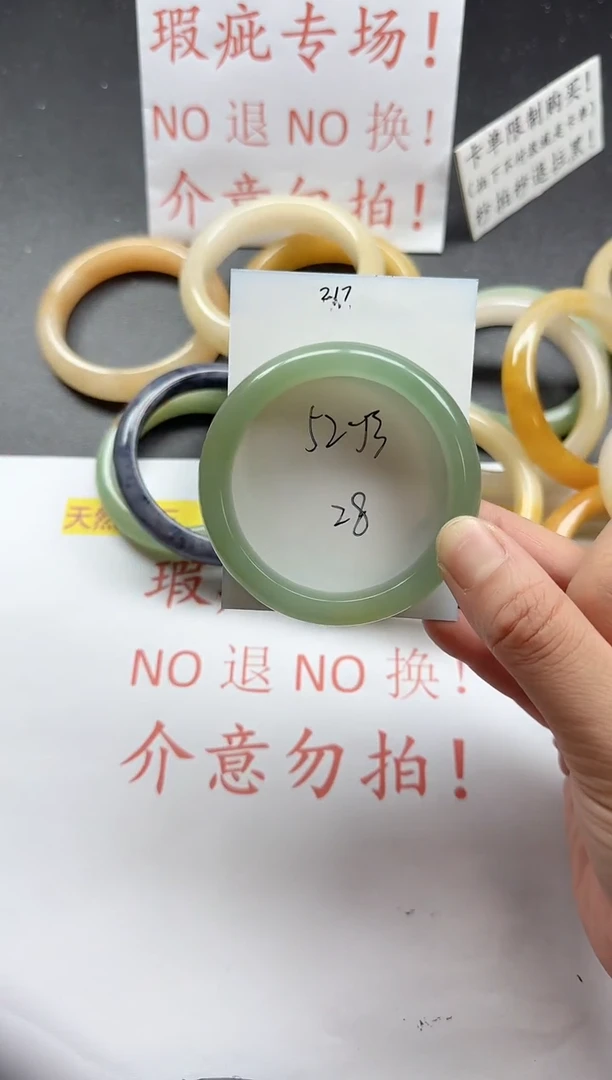 瑕疵专场！
NO 退 NO 换！
介意勿拍！
卡单限制购买！
217
52-53
28
天然
瑕
NO 退 NO 换！
介意勿拍！